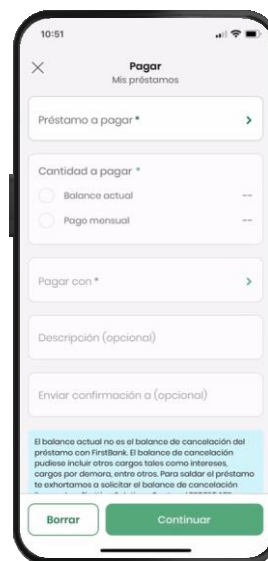 10:51
Pagar
Mis préstamos
Préstamo a pagar *
Cantidad a pagar *
Balance actual --
Pago mensual --
Pagar con *
Descripción (opcional)
Enviar confirmación a (opcional)
El balance actual no es el balance de cancelación del
préstamo con FirstBank. El balance de cancelación
pudiese incluir otros cargos tales como intereses,
cargos por demora, entre otros. Para saldar el préstamo
te exhortamos a solicitar el balance de cancelación
Borrar
Continuar